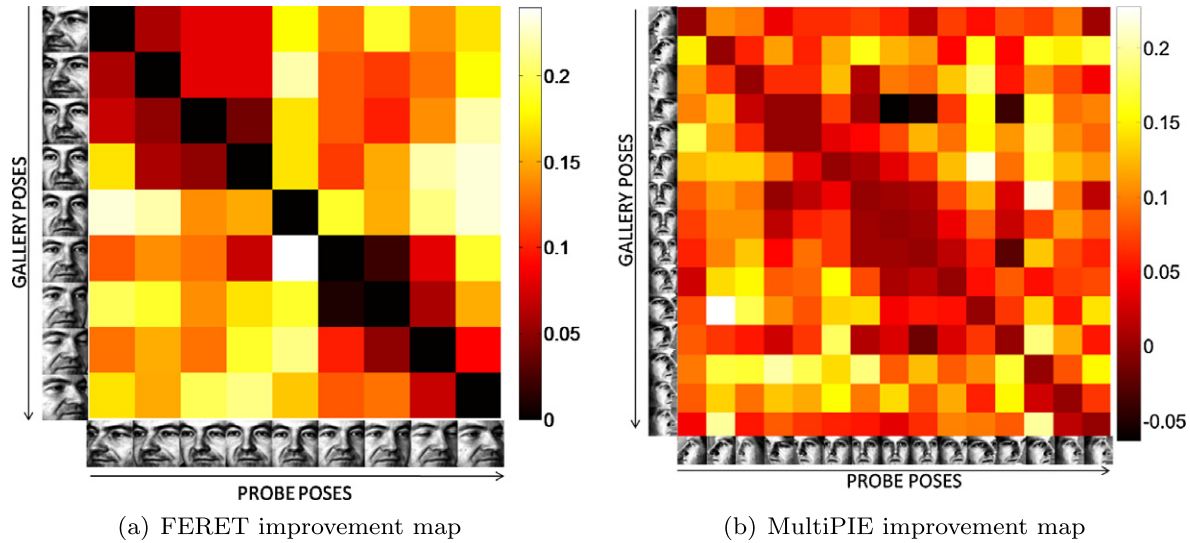 0.2
0.15
0.1
0.05
0
GALLERY POSES
PROBE POSES
(a) FERET improvement map
0.2
0.15
0.1
0.05
0
-0.05
GALLERY POSES
PROBE POSES
(b) MultiPIE improvement map